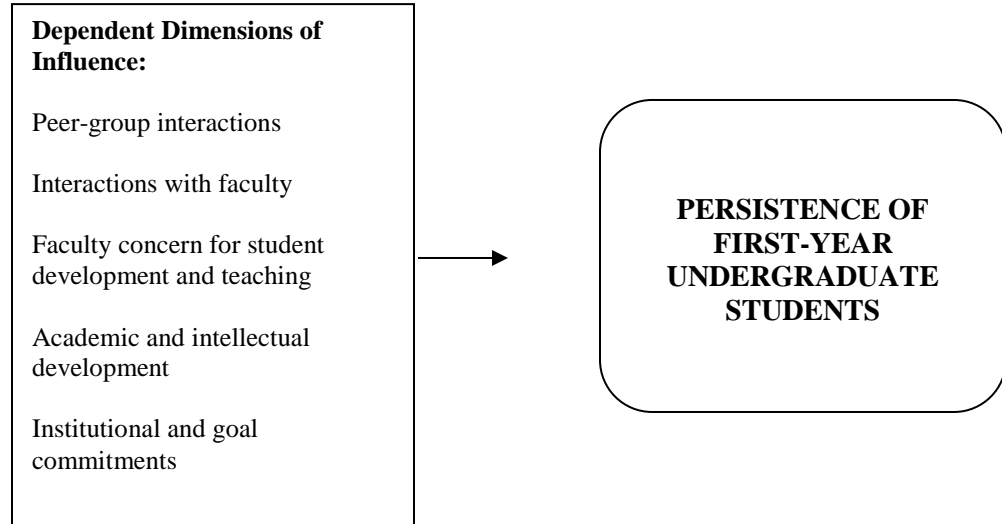 Dependent Dimensions of
Influence:
Peer-group interactions
Interactions with faculty
Faculty concern for student
development and teaching
Academic and intellectual
development
Institutional and goal
commitments
PERSISTENCE OF
FIRST-YEAR
UNDERGRADUATE
STUDENTS